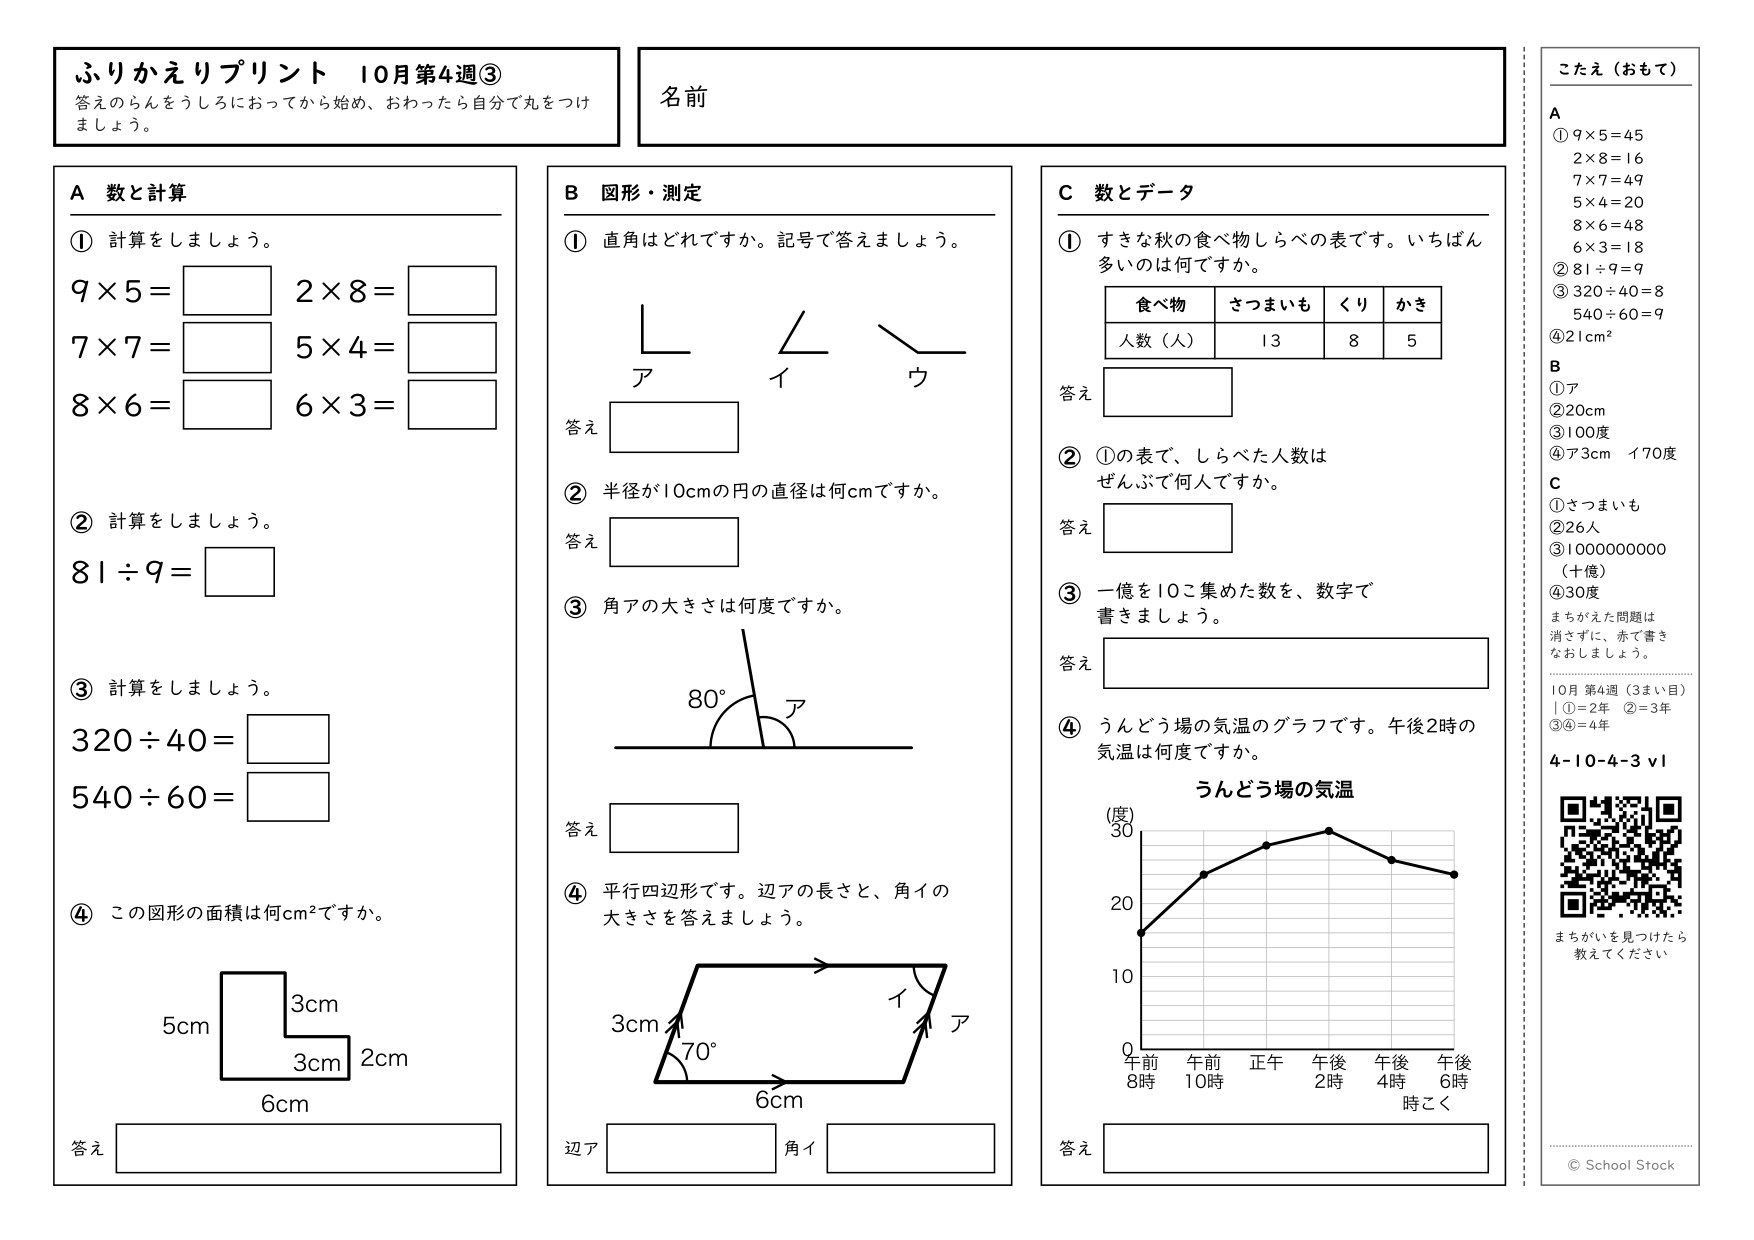 ふりかえりプリント　10月第4週③
答えのらんをうしろにおってから始め、おわったら自分で丸をつけ
ましょう。
名前
A　数と計算
① 計算をしましょう。
9×5＝　2×8＝
7×7＝　5×4＝
8×6＝　6×3＝
② 計算をしましょう。
81÷9＝
③ 計算をしましょう。
320÷40＝
540÷60＝
④ この図形の面積は何cm²ですか。
3cm
5cm
3cm 2cm
6cm
答え
B　図形・測定
① 直角はどれですか。記号で答えましょう。
ア　イ　ウ
答え
② 半径が10cmの円の直径は何cmですか。
答え
③ 角アの大きさは何度ですか。
80° ア
答え
④ 平行四辺形です。辺アの長さと、角イの
大きさを答えましょう。
イ
3cm ア
70°
6cm
辺ア　角イ
C　数とデータ
① すきな秋の食べ物しらべの表です。いちばん
多いのは何ですか。
食べ物 さつまいも くり かき
人数（人） 13 8 5
答え
② ①の表で、しらべた人数は
ぜんぶで何人ですか。
答え
③ 一億を10こ集めた数を、数字で
書きましょう。
答え
④ うんどう場の気温のグラフです。午後2時の
気温は何度ですか。
うんどう場の気温
(度)
30
20
10
0
午前 午前 正午 午後 午後 午後
8時 10時 2時 4時 6時
時こく
答え
こたえ（おもて）
A
① 9×5＝45
2×8＝16
7×7＝49
5×4＝20
8×6＝48
6×3＝18
② 81÷9＝9
③ 320÷40＝8
540÷60＝9
④21cm²
B
①ア
②20cm
③100度
④ア3cm　イ70度
C
①さつまいも
②26人
③1000000000
（十億）
④30度
まちがえた問題は
消さずに、赤で書き
なおしましょう。
10月 第4週（3まい目）
| ①＝2年　②＝3年
③④＝4年
4-10-4-3 v1
まちがいを見つけたら
教えてください
© School Stock